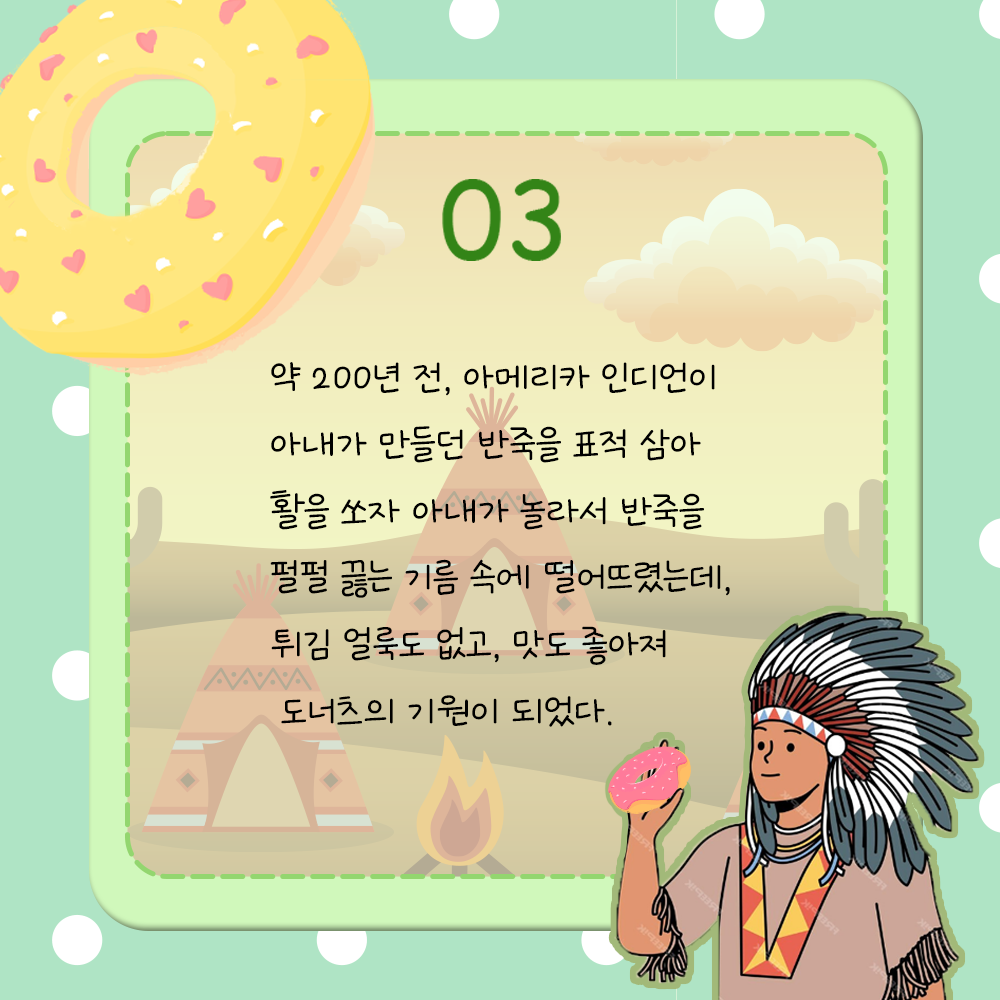 03
약 200년 전, 아메리카 인디언이
아내가 만들던 반죽을 표적 삼아
활을 쏘자 아내가 놀라서 반죽을
펄펄 끓는 기름 속에 떨어뜨렸는데,
튀김 얼룩도 없고, 맛도 좋아져
도너츠의 기원이 되었다.